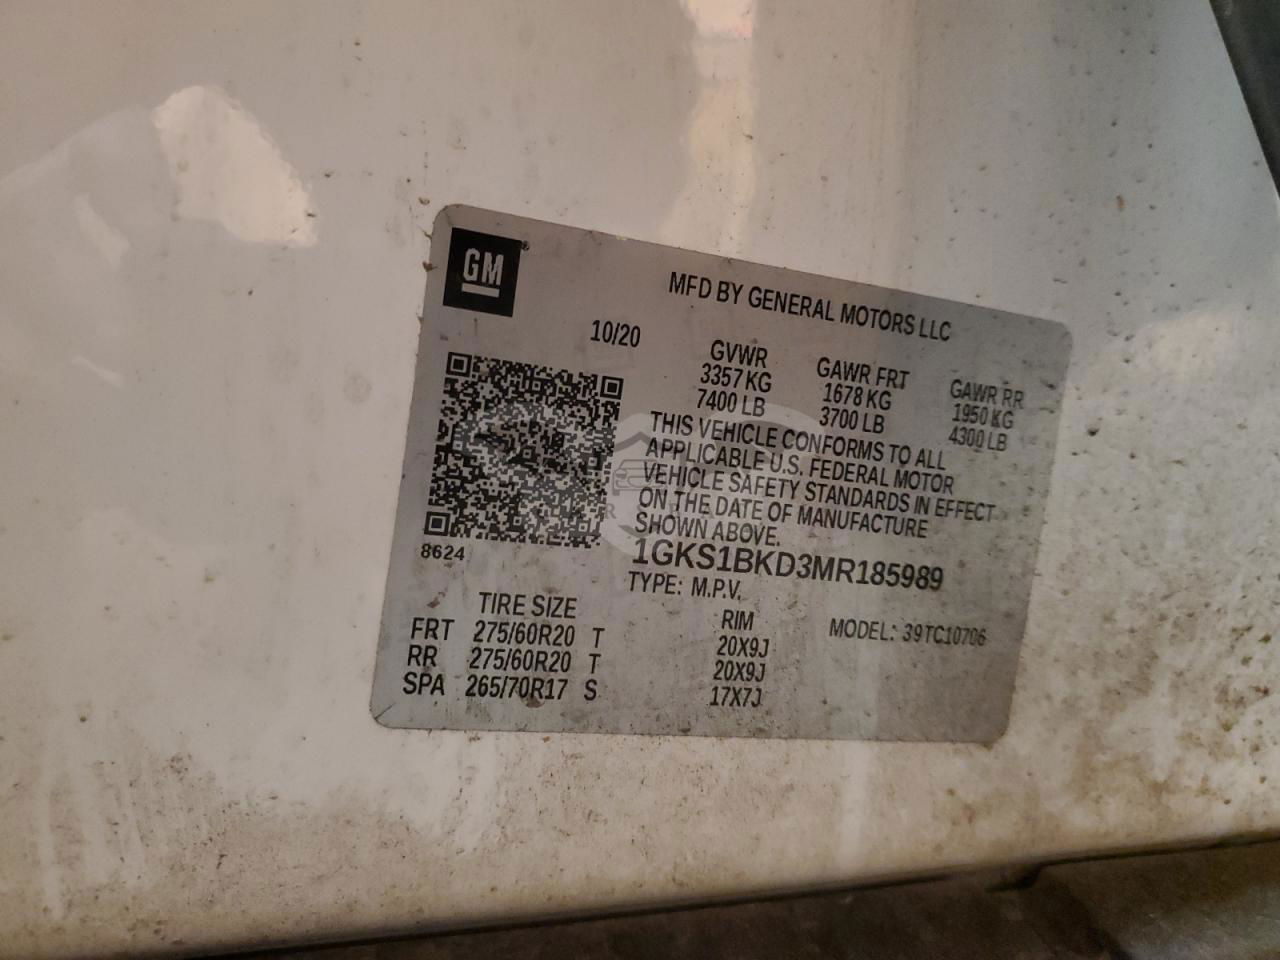 GM
MFD BY GENERAL MOTORS LLC
10/20
GVWR GAWR FRT GAWR RR
3357 KG 1678 KG 1950 KG
7400 LB 3700 LB 4300 LB
THIS VEHICLE CONFORMS TO ALL
APPLICABLE U.S. FEDERAL MOTOR
VEHICLE SAFETY STANDARDS IN EFFECT
ON THE DATE OF MANUFACTURE
SHOWN ABOVE.
8624
1GKS1BKD3MR185989
TYPE: M.P.V.
TIRE SIZE RIM
MODEL: 39TC10706
FRT 275/60R20 T 20X9J
RR 275/60R20 T 20X9J
SPA 265/70R17 S 17X7J